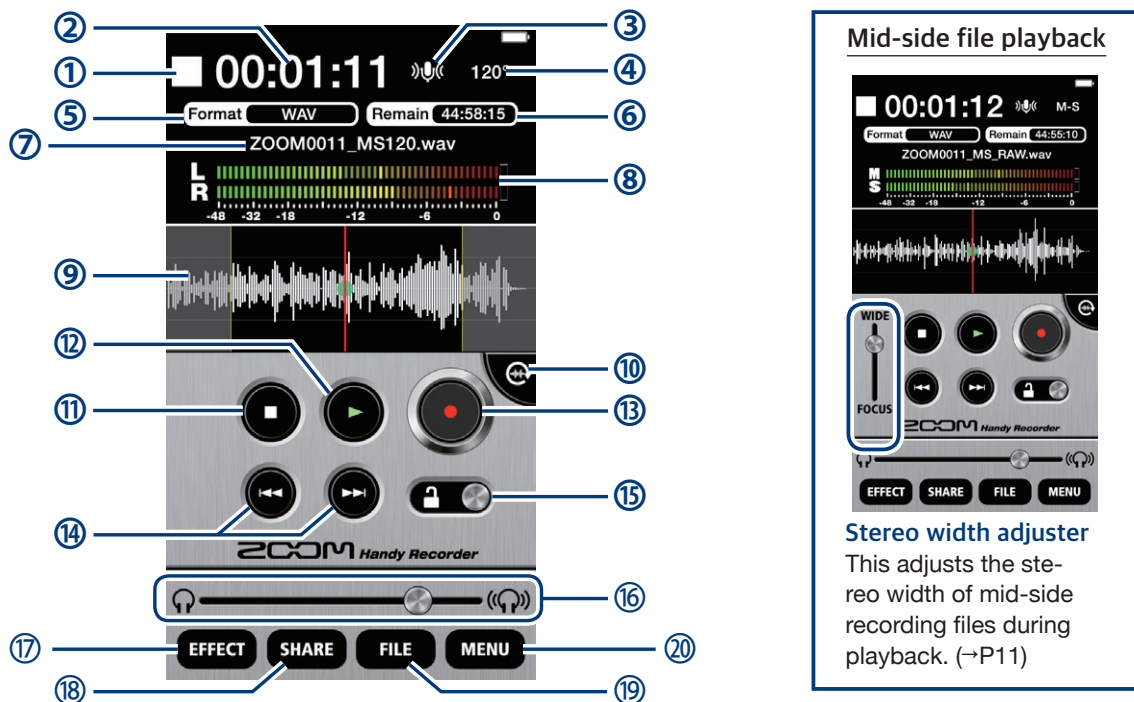 ② ③
① 00:01:11 120° ④
⑤ Format WAV Remain 44:58:15 ⑥
⑦ ZOOM0011_MS120.wav
L
R ⑧
-48 -32 -18 -12 -6 0
⑨
⑫
⑩
⑪ ⑬
⑭ ⑮
ZOOM Handy Recorder
⑯
⑰ EFFECT SHARE FILE MENU ⑳
⑱ ⑲
Mid-side file playback
00:01:12 M-S
Format WAV Remain 44:55:10
ZOOM0011_MS_RAW.wav
M
S
-48 -32 -18 -12 -6 0
WIDE
FOCUS
ZOOM Handy Recorder
EFFECT SHARE FILE MENU
Stereo width adjuster
This adjusts the ste-
reo width of mid-side
recording files during
playback. (→P11)